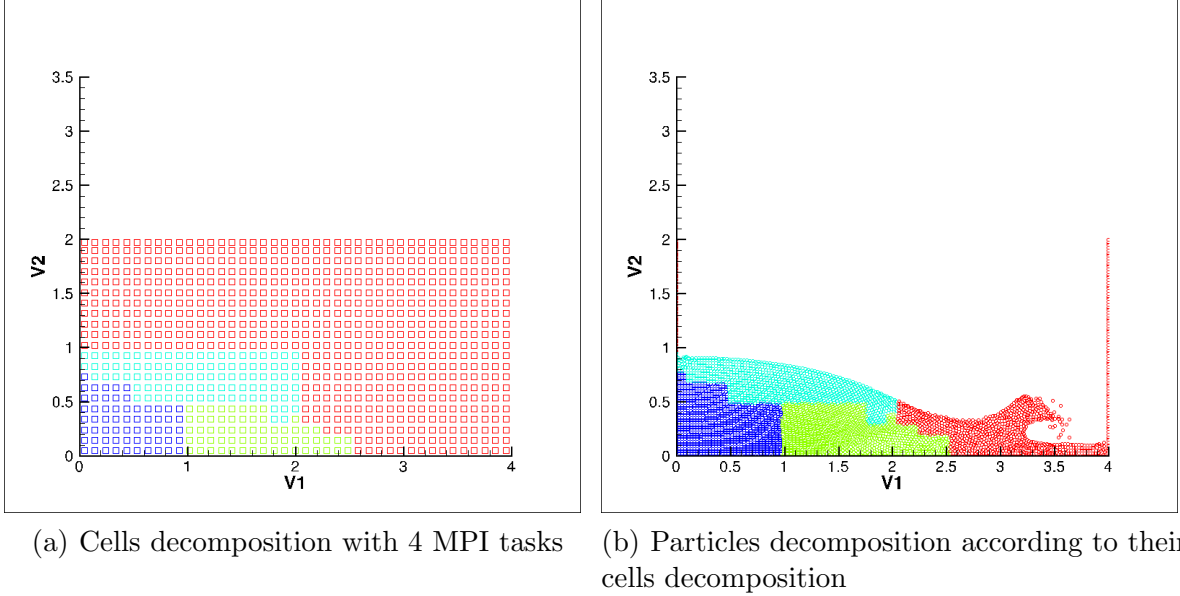 3.5
3
2.5
2
V2
1.5
1
0.5
0
0 1 2 3 4
V1
3.5
3
2.5
2
V2
1.5
1
0.5
0
0 0.5 1 1.5 2 2.5 3 3.5 4
V1
(a) Cells decomposition with 4 MPI tasks
(b) Particles decomposition according to their
cells decomposition